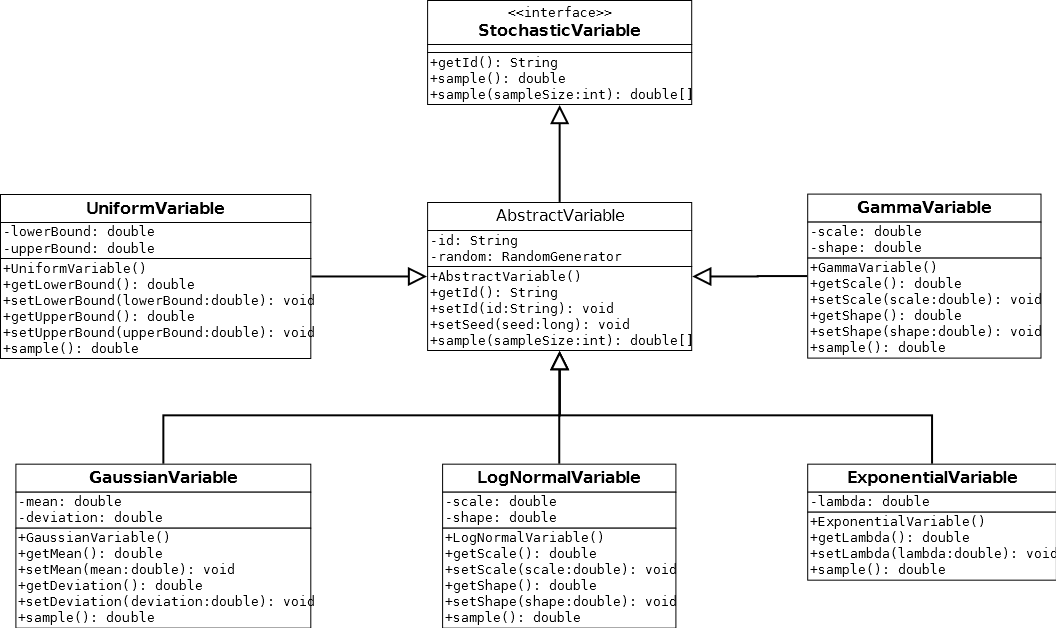 <<interface>>
StochasticVariable
+getId(): String
+sample(): double
+sample(sampleSize:int): double[]
UniformVariable
-lowerBound: double
-upperBound: double
+UniformVariable()
+getLowerBound(): double
+setLowerBound(lowerBound:double): void
+getUpperBound(): double
+setUpperBound(upperBound:double): void
+sample(): double
AbstractVariable
-id: String
-random: RandomGenerator
+AbstractVariable()
+getId(): String
+setId(id:String): void
+setSeed(seed:long): void
+sample(sampleSize:int): double[]
GammaVariable
-scale: double
-shape: double
+GammaVariable()
+getScale(): double
+setScale(scale:double): void
+getShape(): double
+setShape(shape:double): void
+sample(): double
GaussianVariable
-mean: double
-deviation: double
+GaussianVariable()
+getMean(): double
+setMean(mean:double): void
+getDeviation(): double
+setDeviation(deviation:double): void
+sample(): double
LogNormalVariable
-scale: double
-shape: double
+LogNormalVariable()
+getScale(): double
+setScale(scale:double): void
+getShape(): double
+setShape(shape:double): void
+sample(): double
ExponentialVariable
-lambda: double
+ExponentialVariable()
+getLambda(): double
+setLambda(lambda:double): void
+sample(): double